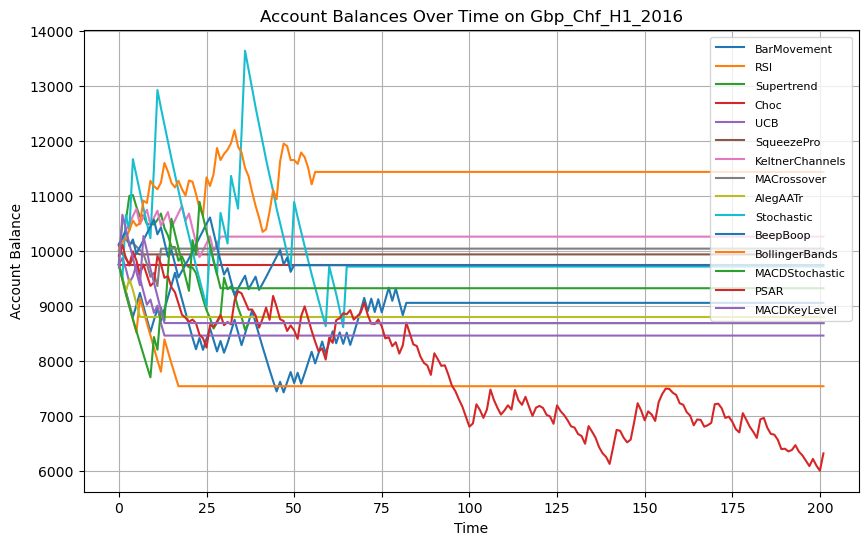 Account Balances Over Time on Gbp_Chf_H1_2016
14000
13000
12000
11000
10000
9000
8000
7000
6000
Account Balance
BarMovement
RSI
Supertrend
Choc
UCB
SqueezePro
KeltnerChannels
MACrossover
AlegAATr
Stochastic
BeepBoop
BollingerBands
MACDStochastic
PSAR
MACDKeyLevel
0 25 50 75 100 125 150 175 200
Time